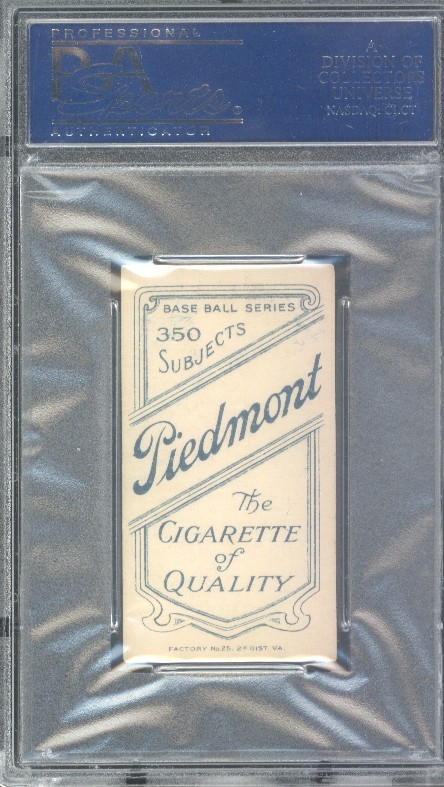 PROFESSIONAL
PSA
Sports
AUTHENTICATOR
A
DIVISION OF
COLLECTORS
UNIVERSE
NASDAQ: CLCT
BASE BALL SERIES
350
SUBJECTS
Piedmont
The
CIGARETTE
of
QUALITY
FACTORY No. 25, 2D DIST. VA.